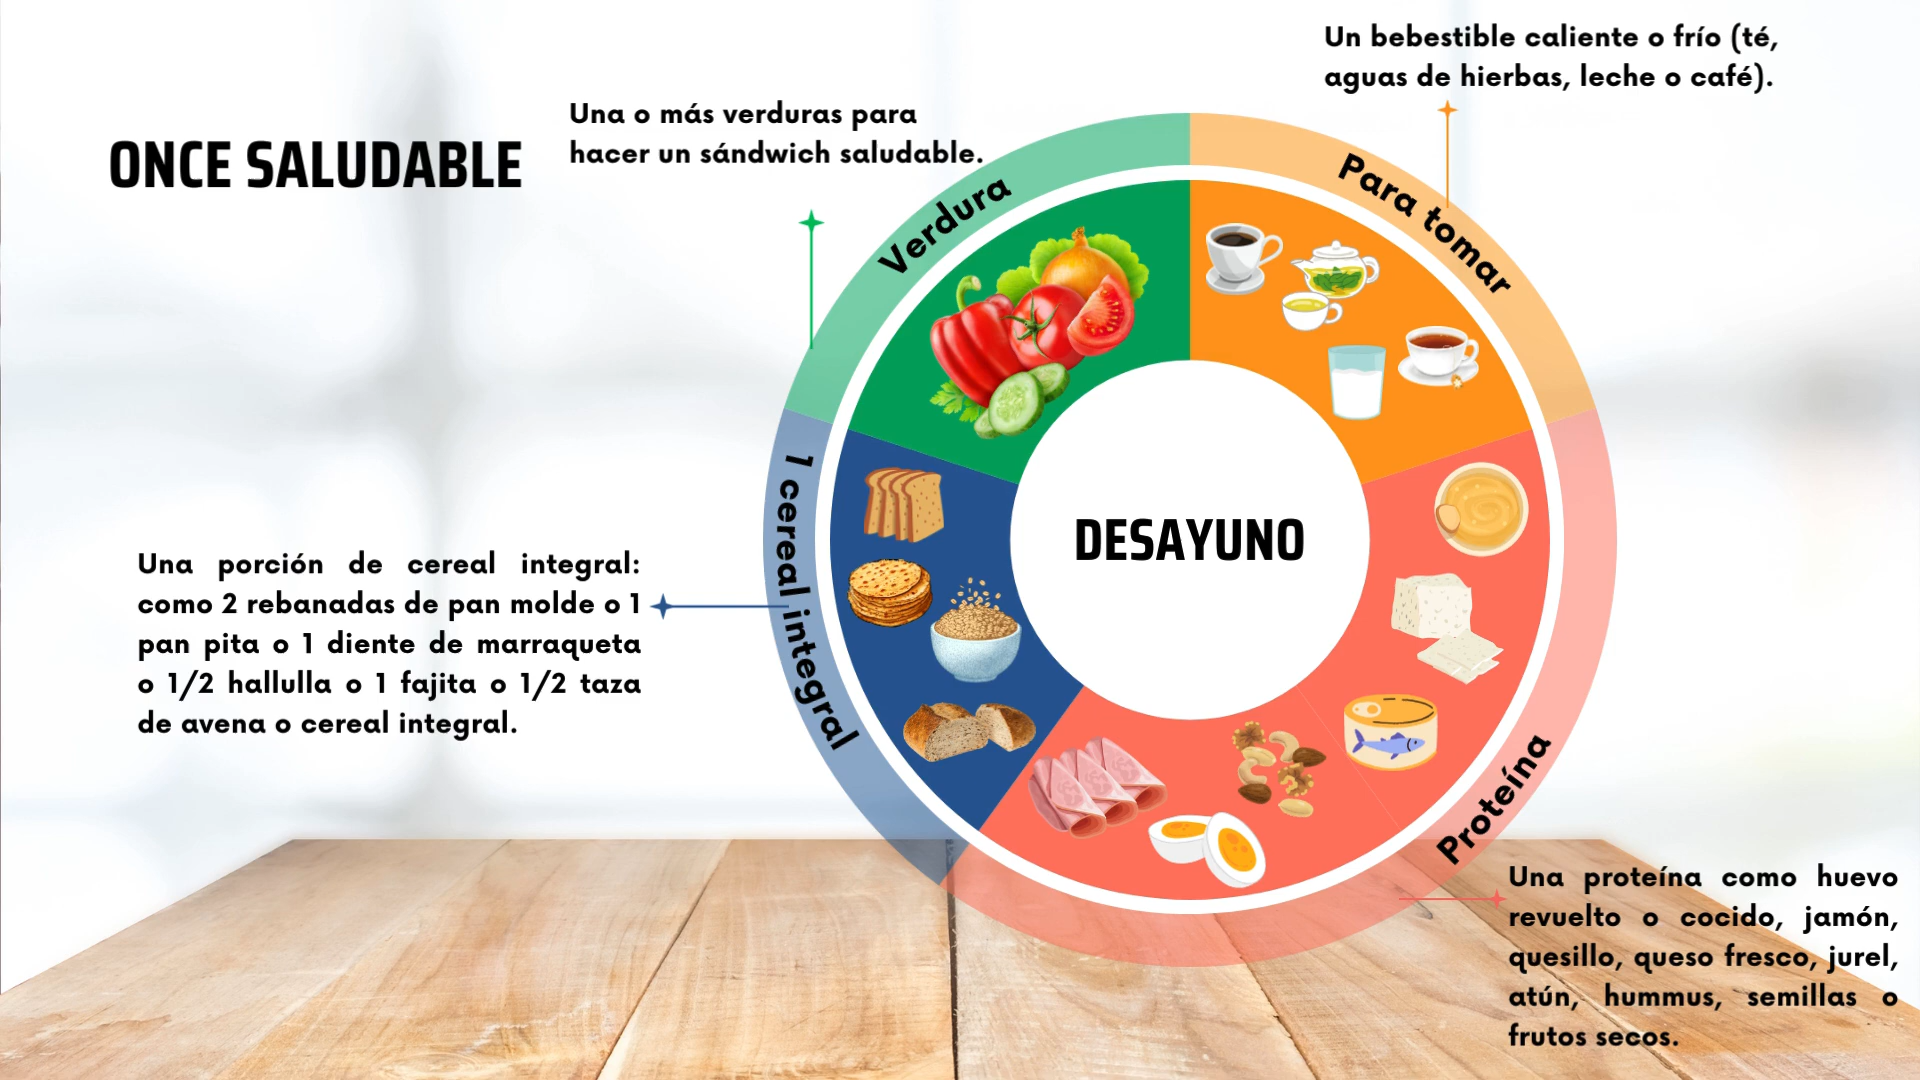 ONCE SALUDABLE
Una o más verduras para
hacer un sándwich saludable.
Un bebestible caliente o frío (té,
aguas de hierbas, leche o café).
Verdura
Para tomar
1 cereal integral
DESAYUNO
Proteína
Una porción de cereal integral:
como 2 rebanadas de pan molde o 1
pan pita o 1 diente de marraqueta
o 1/2 hallulla o 1 fajita o 1/2 taza
de avena o cereal integral.
Una proteína como huevo
revuelto o cocido, jamón,
quesillo, queso fresco, jurel,
atún, hummus, semillas o
frutos secos.